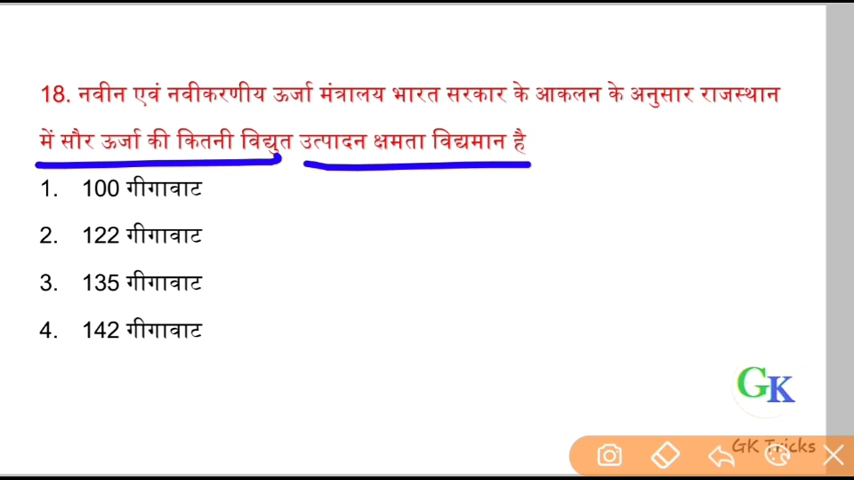 18. नवीन एवं नवीकरणीय ऊर्जा मंत्रालय भारत सरकार के आकलन के अनुसार राजस्थान
में सौर ऊर्जा की कितनी विद्युत उत्पादन क्षमता विद्यमान है
1. 100 गीगावाट
2. 122 गीगावाट
3. 135 गीगावाट
4. 142 गीगावाट
GK
GK Tricks